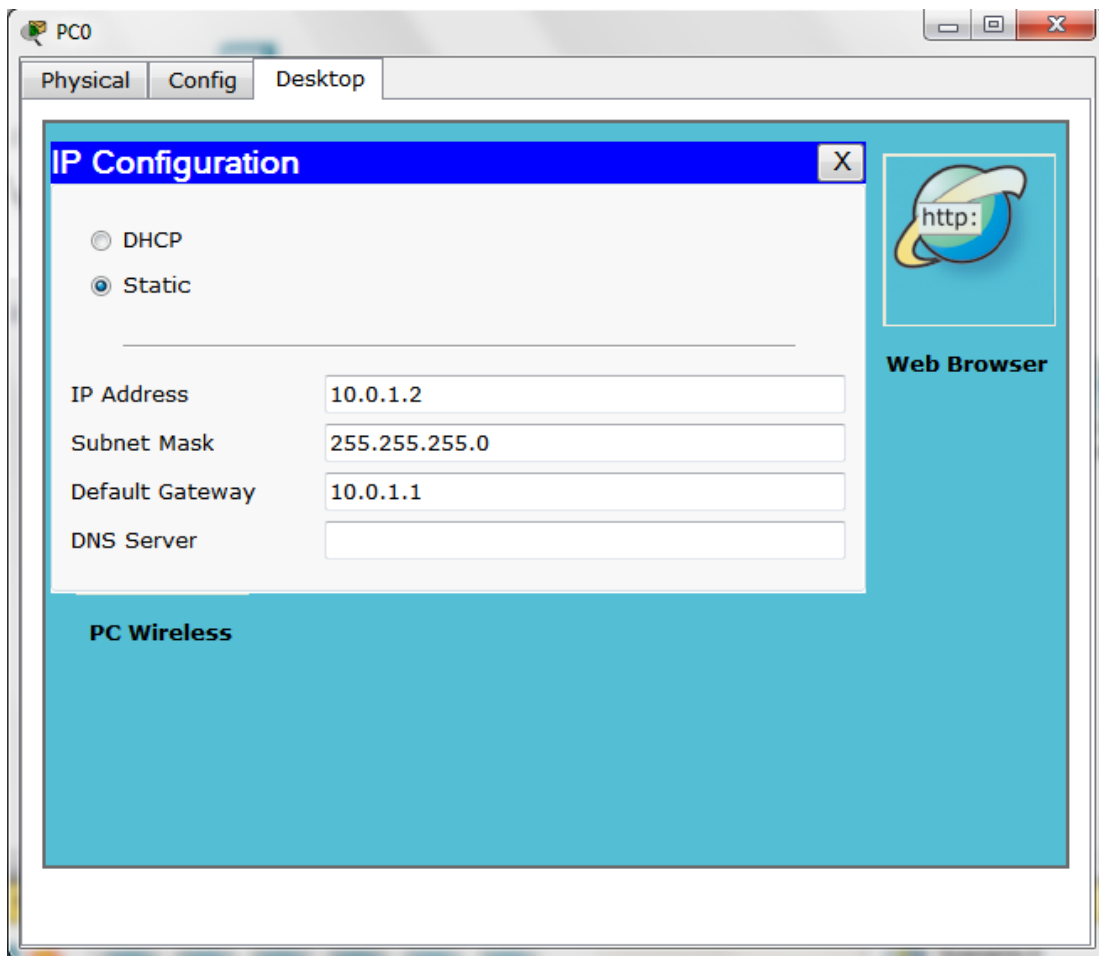 PC0
X
Physical Config Desktop
IP Configuration X
http:
DHCP
Static
Web Browser
IP Address 10.0.1.2
Subnet Mask 255.255.255.0
Default Gateway 10.0.1.1
DNS Server
PC Wireless